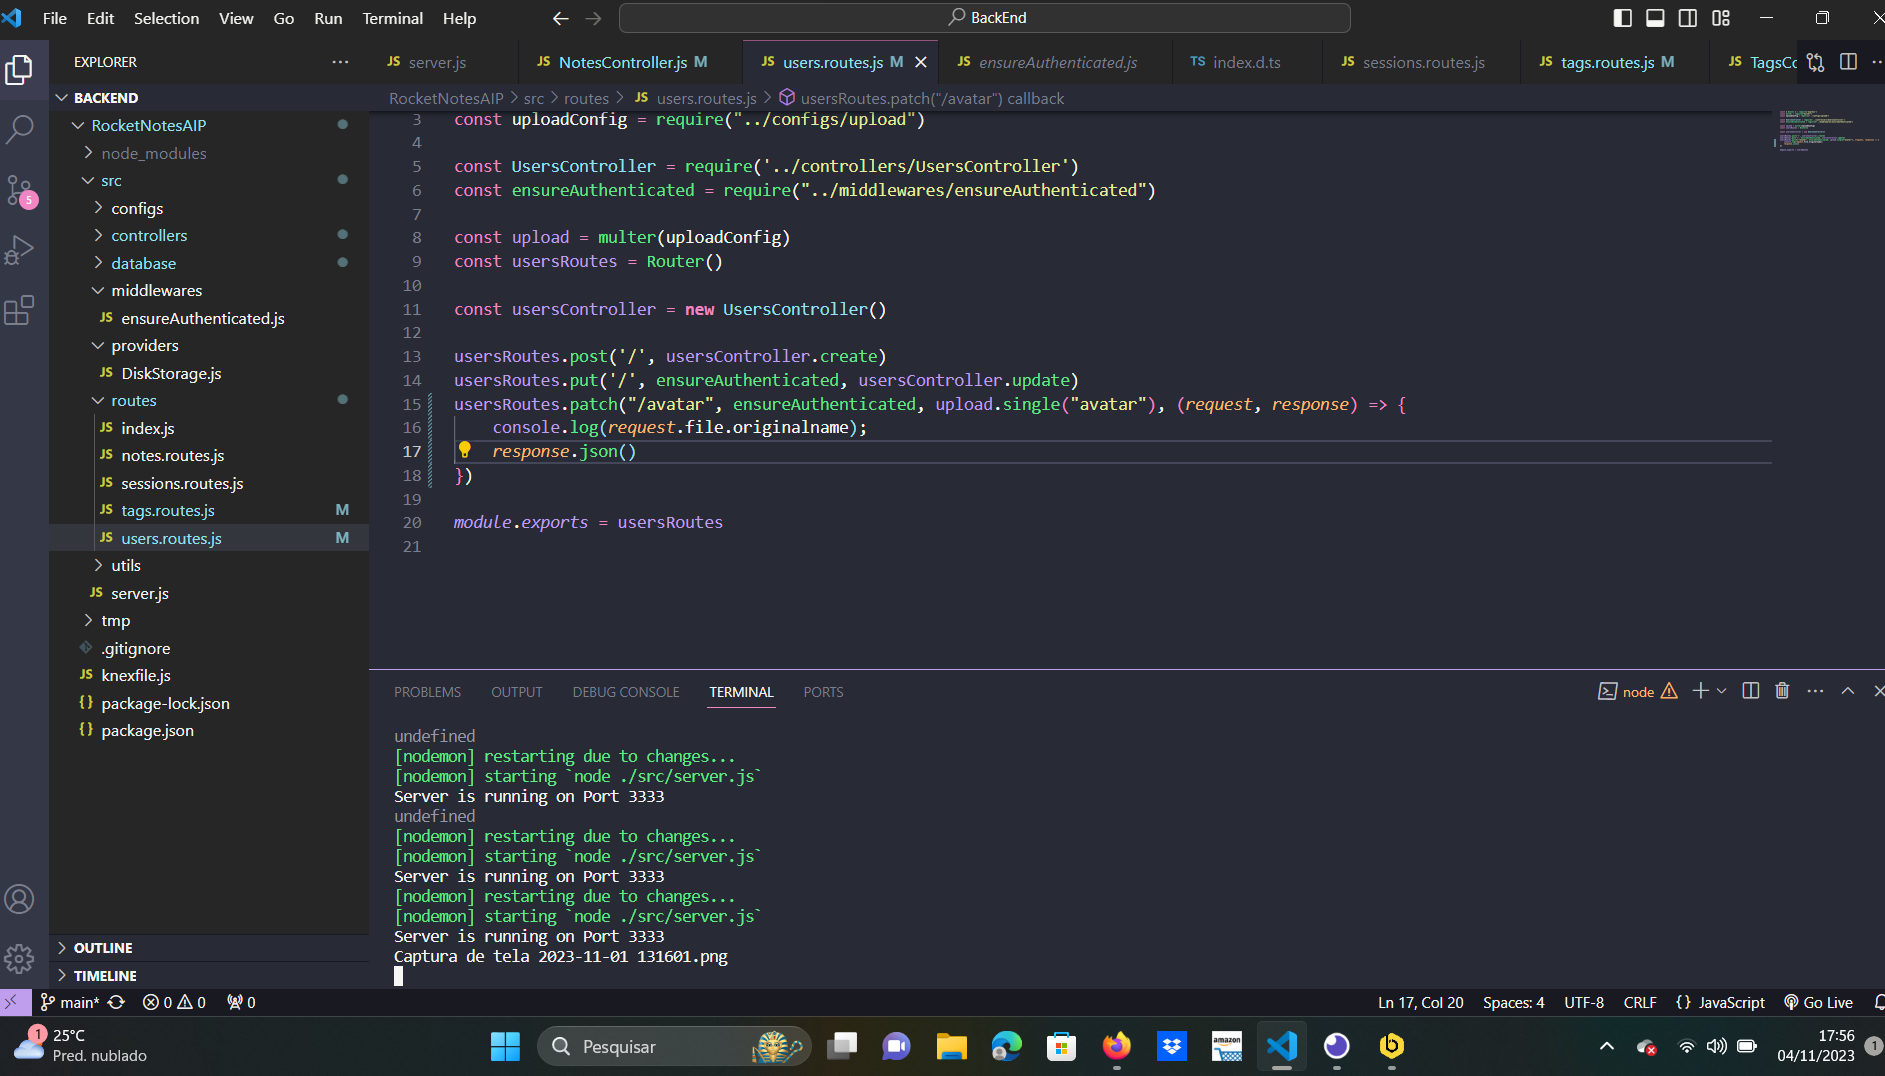 File Edit Selection View Go Run Terminal Help
BackEnd
EXPLORER
JS server.js
JS NotesController.js M
JS users.routes.js M
JS ensureAuthenticated.js
TS index.d.ts
JS sessions.routes.js
JS tags.routes.js M
JS TagsCo
BACKEND
RocketNotesAIP
node_modules
src
configs
controllers
database
middlewares
JS ensureAuthenticated.js
providers
JS DiskStorage.js
routes
JS index.js
JS notes.routes.js
JS sessions.routes.js
JS tags.routes.js M
JS users.routes.js M
utils
JS server.js
tmp
.gitignore
JS knexfile.js
{} package-lock.json
{} package.json
OUTLINE
TIMELINE
5
RocketNotesAIP > src > routes > JS users.routes.js > usersRoutes.patch("/avatar") callback
3 const uploadConfig = require("../configs/upload")
4
5 const UsersController = require('../controllers/UsersController')
6 const ensureAuthenticated = require("../middlewares/ensureAuthenticated")
7
8 const upload = multer(uploadConfig)
9 const usersRoutes = Router()
10
11 const usersController = new UsersController()
12
13 usersRoutes.post('/', usersController.create)
14 usersRoutes.put('/', ensureAuthenticated, usersController.update)
15 usersRoutes.patch("/avatar", ensureAuthenticated, upload.single("avatar"), (request, response) => {
16 console.log(request.file.originalname);
17 response.json()
18 })
19
20 module.exports = usersRoutes
21
PROBLEMS OUTPUT DEBUG CONSOLE TERMINAL PORTS
node
undefined
[nodemon] restarting due to changes...
[nodemon] starting `node ./src/server.js`
Server is running on Port 3333
undefined
[nodemon] restarting due to changes...
[nodemon] starting `node ./src/server.js`
Server is running on Port 3333
[nodemon] restarting due to changes...
[nodemon] starting `node ./src/server.js`
Server is running on Port 3333
Captura de tela 2023-11-01 131601.png
main* 0 0 0
Ln 17, Col 20 Spaces: 4 UTF-8 CRLF {} JavaScript Go Live
1
25°C
Pred. nublado
Pesquisar
amazon
17:56
04/11/2023
1